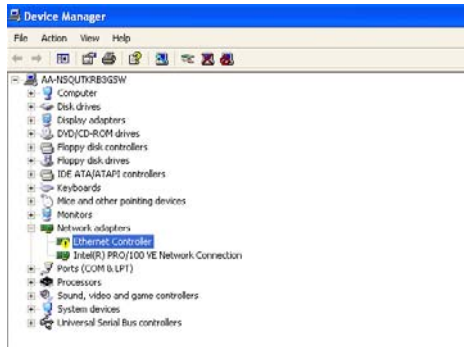 Device Manager
File Action View Help
AA-NSQUTKRB3GSW
Computer
Disk drives
Display adapters
DVD/CD-ROM drives
Floppy disk controllers
Floppy disk drives
IDE ATA/ATAPI controllers
Keyboards
Mice and other pointing devices
Monitors
Network adapters
Ethernet Controller
Intel(R) PRO/100 VE Network Connection
Ports (COM & LPT)
Processors
Sound, video and game controllers
System devices
Universal Serial Bus controllers